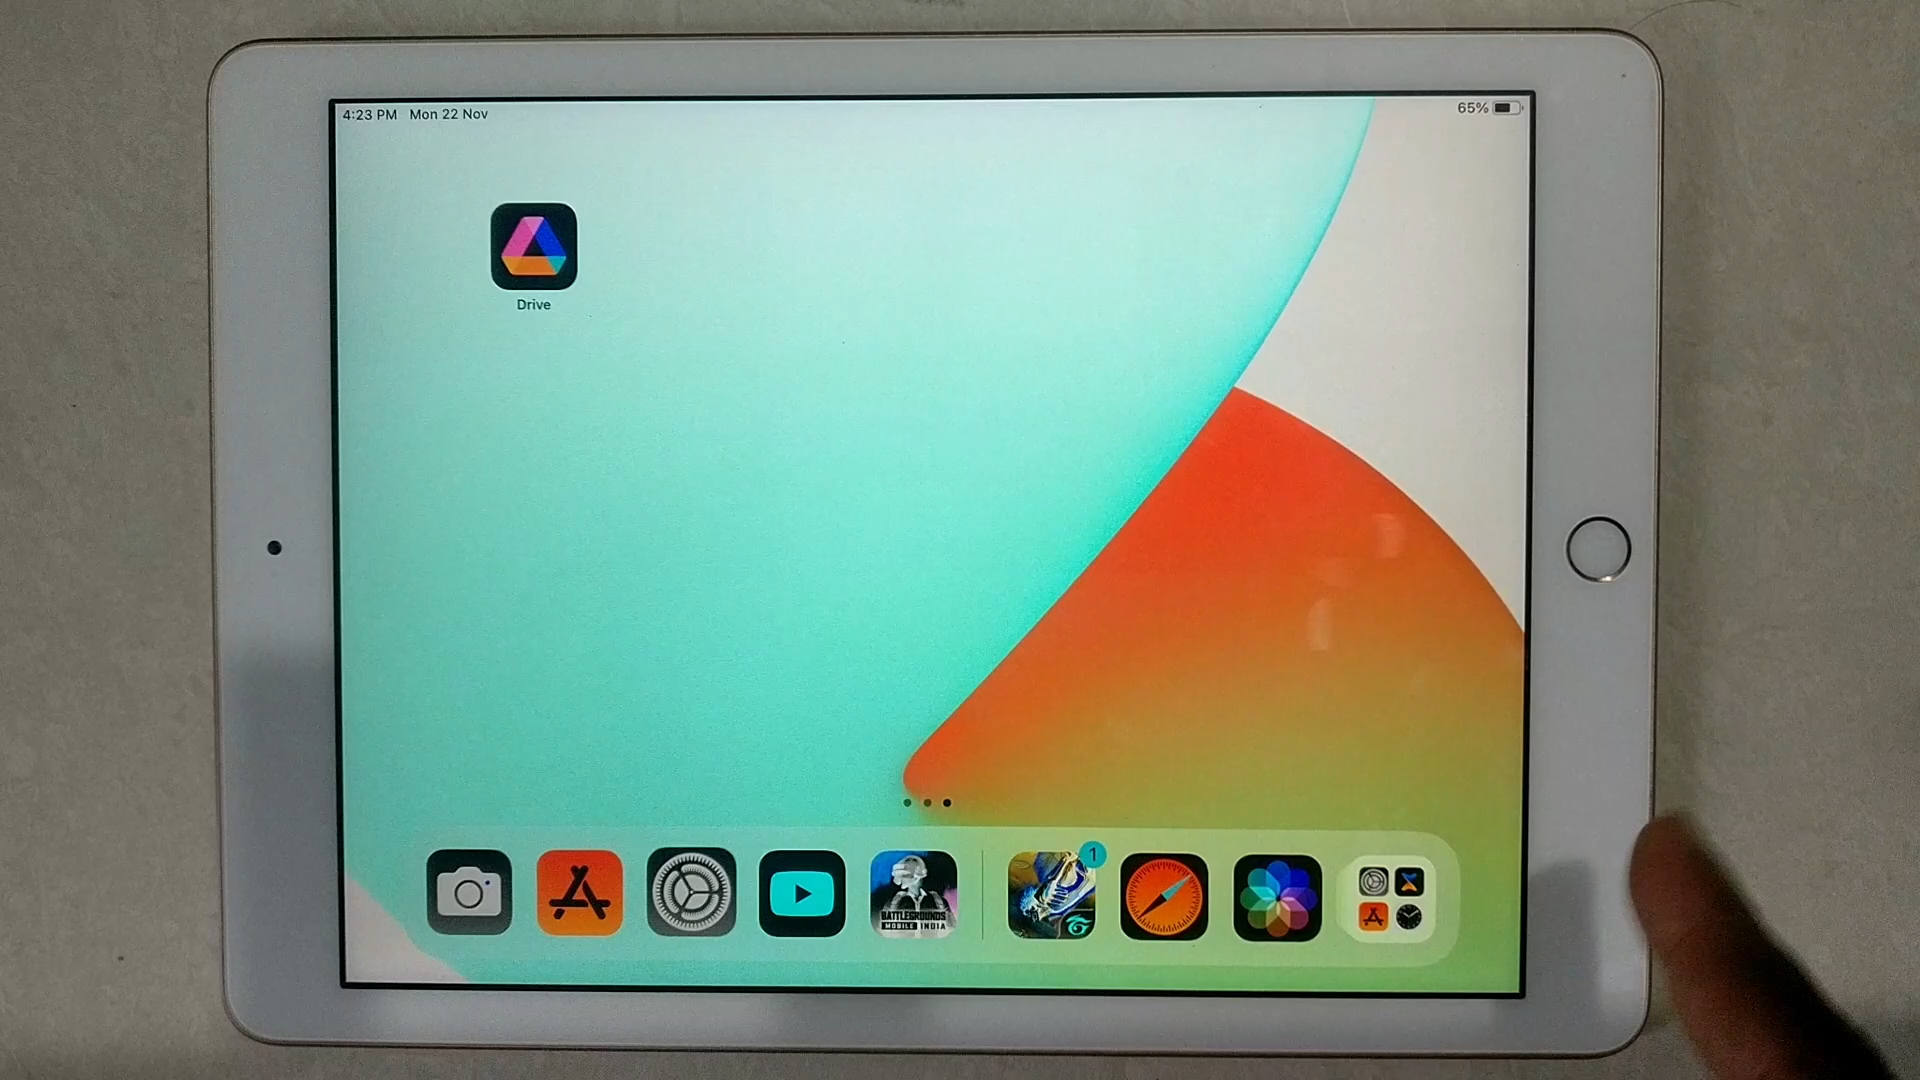 4:23 PM Mon 22 Nov
65%
Drive
1
BATTLEGROUNDS
MOBILE INDIA